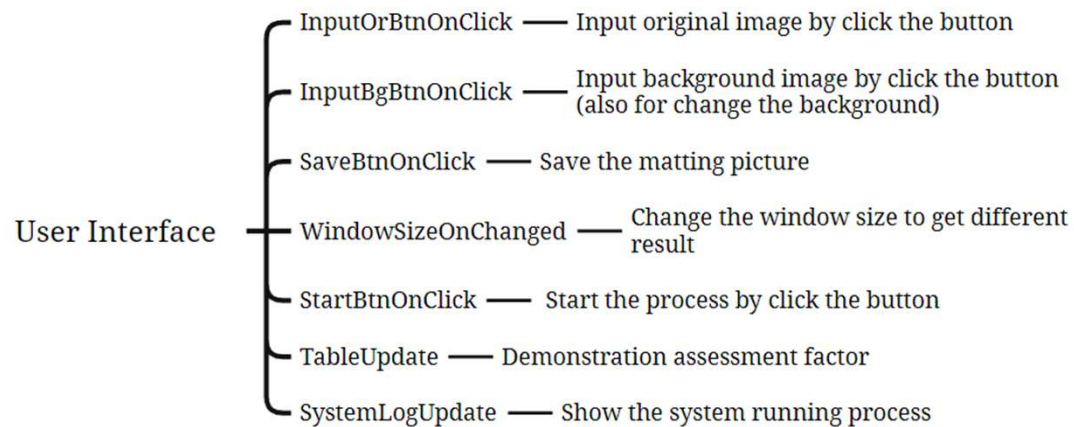 InputOrBtnOnClick
Input original image by click the button
InputBgBtnOnClick
Input background image by click the button
(also for change the background)
SaveBtnOnClick
Save the matting picture
User Interface
WindowSizeOnChanged
Change the window size to get different
result
StartBtnOnClick
Start the process by click the button
TableUpdate
Demonstration assessment factor
SystemLogUpdate
Show the system running process